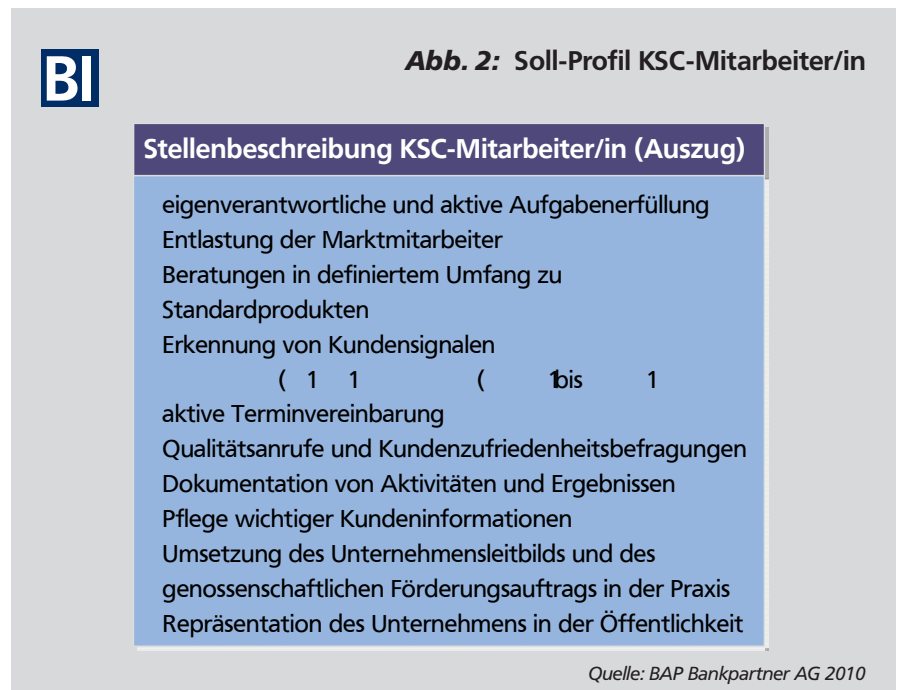 BI
Abb. 2: Soll-Profil KSC-Mitarbeiter/in
Stellenbeschreibung KSC-Mitarbeiter/in (Auszug)
eigenverantwortliche und aktive Aufgabenerfüllung
Entlastung der Marktmitarbeiter
Beratungen in definiertem Umfang zu
Standardprodukten
Erkennung von Kundensignalen
( 1 1 ( 1bis 1
aktive Terminvereinbarung
Qualitätsanrufe und Kundenzufriedenheitsbefragungen
Dokumentation von Aktivitäten und Ergebnissen
Pflege wichtiger Kundeninformationen
Umsetzung des Unternehmensleitbilds und des
genossenschaftlichen Förderungsauftrags in der Praxis
Repräsentation des Unternehmens in der Öffentlichkeit
Quelle: BAP Bankpartner AG 2010